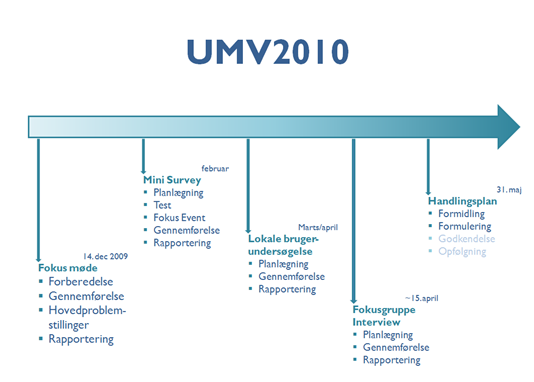 UMV2010
14. dec 2009
Fokus møde
Forberedelse
Gennemførelse
Hovedproblem-
stillinger
Rapportering
februar
Mini Survey
Planlægning
Test
Fokus Event
Gennemførelse
Rapportering
Marts/april
Lokale bruger-
undersøgelse
Planlægning
Gennemførelse
Rapportering
~15.april
Fokusgruppe
Interview
Planlægning
Gennemførelse
Rapportering
31. maj
Handlingsplan
Formidling
Formulering
Godkendelse
Opfølgning